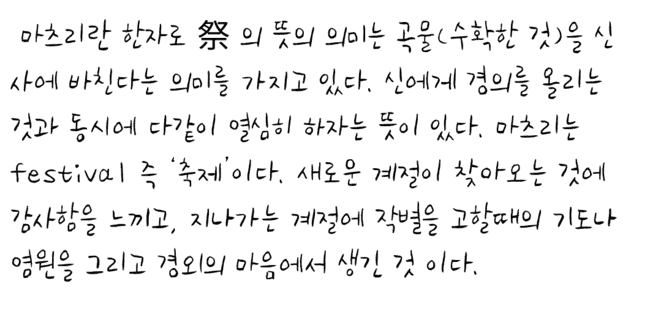 마츠리란 한자로 祭 의 뜻의 의미는 곡물(수확한 것)을 신
사에 바친다는 의미를 가지고 있다. 신에게 경의를 올리는
것과 동시에 다같이 열심히 하자는 뜻이 있다. 마츠리는
festival 즉 '축제'이다. 새로운 계절이 찾아오는 것에
감사함을 느끼고, 지나가는 계절에 작별을 고할때의 기도나
염원을 그리고 경외의 마음에서 생긴 것 이다.